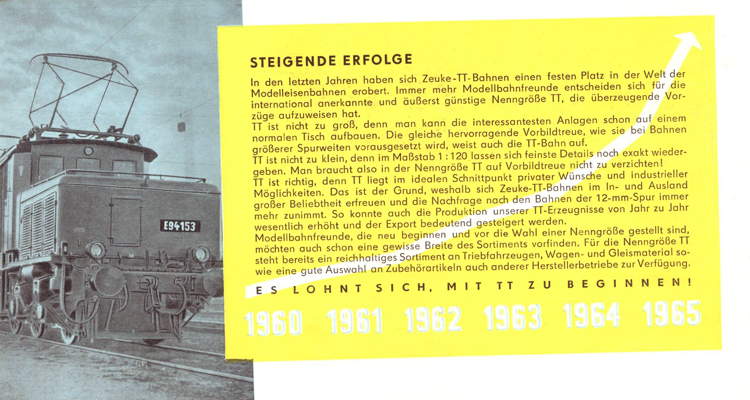 E94153
STEIGENDE ERFOLGE
In den letzten Jahren haben sich Zeuke-TT-Bahnen einen festen Platz in der Welt der
Modelleisenbahnen erobert. Immer mehr Modellbahnfreunde entscheiden sich für die
international anerkannte und äußerst günstige Nenngröße TT, die überzeugende Vor-
züge aufzuweisen hat.
TT ist nicht zu groß, denn man kann die interessantesten Anlagen schon auf einem
normalen Tisch aufbauen. Die gleiche hervorragende Vorbildtreue, wie sie bei Bahnen
größerer Spurweiten vorausgesetzt wird, weist auch die TT-Bahn auf.
TT ist nicht zu klein, denn im Maßstab 1 : 120 lassen sich feinste Details noch exakt wieder-
geben. Man braucht also in der Nenngröße TT auf Vorbildtreue nicht zu verzichten!
TT ist richtig, denn TT liegt im idealen Schnittpunkt privater Wünsche und industrieller
Möglichkeiten. Das ist der Grund, weshalb sich Zeuke-TT-Bahnen im In- und Ausland
großer Beliebtheit erfreuen und die Nachfrage nach den Bahnen der 12-mm-Spur immer
mehr zunimmt. So konnte auch die Produktion unserer TT-Erzeugnisse von Jahr zu Jahr
wesentlich erhöht und der Export bedeutend gesteigert werden.
Modellbahnfreunde, die neu beginnen und vor die Wahl einer Nenngröße gestellt sind,
möchten auch schon eine gewisse Breite des Sortiments vorfinden. Für die Nenngröße TT
steht bereits ein reichhaltiges Sortiment an Triebfahrzeugen, Wagen- und Gleismaterial so-
wie eine gute Auswahl an Zubehörartikeln auch anderer Herstellerbetriebe zur Verfügung.
ES LOHNT SICH, MIT TT ZU BEGINNEN!
1960 1961 1962 1963 1964 1965